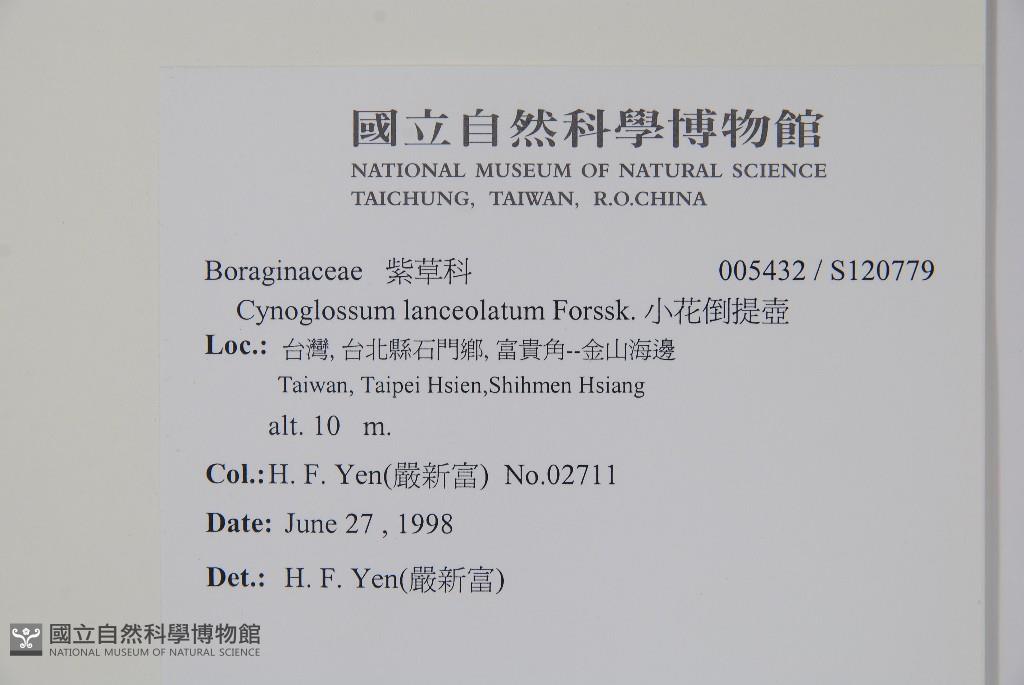 國立自然科學博物館
NATIONAL MUSEUM OF NATURAL SCIENCE
TAICHUNG, TAIWAN, R.O.CHINA
Boraginaceae 紫草科 005432 / S120779
Cynoglossum lanceolatum Forssk. 小花倒提壺
Loc.: 台灣, 台北縣石門鄉, 富貴角--金山海邊
Taiwan, Taipei Hsien,Shihmen Hsiang
alt. 10 m.
Col.: H. F. Yen(嚴新富) No.02711
Date: June 27 , 1998
Det.: H. F. Yen(嚴新富)
國立自然科學博物館
NATIONAL MUSEUM OF NATURAL SCIENCE